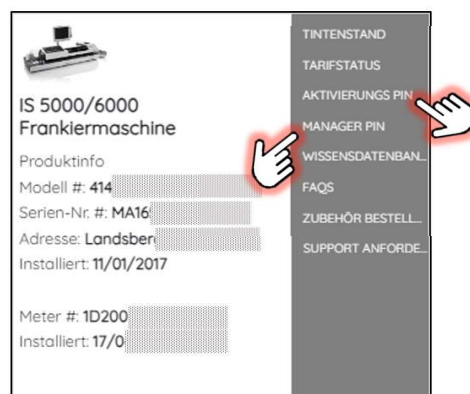 IS 5000/6000
Frankiermaschine
Produktinfo
Modell #: 414
Serien-Nr. #: MA16
Adresse: Landsber
Installiert: 11/01/2017
Meter #: 1D200
Installiert: 17/0
TINTENSTAND
TARIFSTATUS
AKTIVIERUNGS PIN
MANAGER PIN
WISSENSDATENBAN...
FAQS
ZUBEHÖR BESTELL...
SUPPORT ANFORDE...